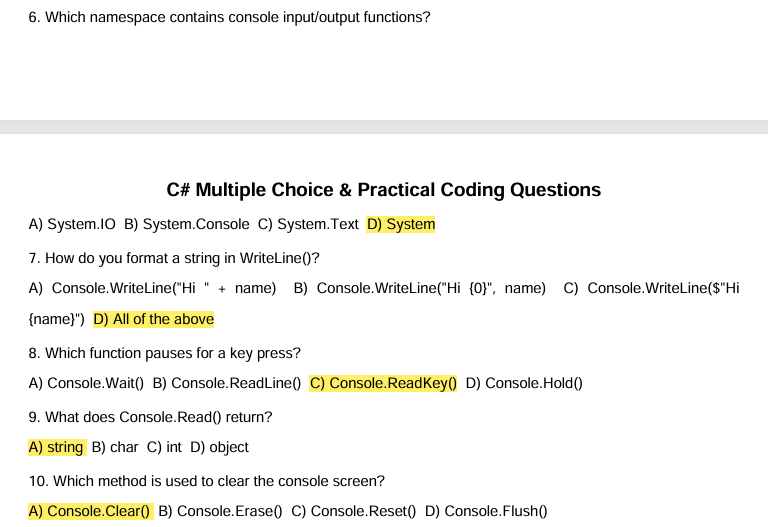 6. Which namespace contains console input/output functions?
C# Multiple Choice & Practical Coding Questions
A) System.IO B) System.Console C) System.Text D) System
7. How do you format a string in WriteLine()?
A) Console.WriteLine("Hi " + name) B) Console.WriteLine("Hi {0}", name) C) Console.WriteLine($"Hi
{name}") D) All of the above
8. Which function pauses for a key press?
A) Console.Wait() B) Console.ReadLine() C) Console.ReadKey() D) Console.Hold()
9. What does Console.Read() return?
A) string B) char C) int D) object
10. Which method is used to clear the console screen?
A) Console.Clear() B) Console.Erase() C) Console.Reset() D) Console.Flush()